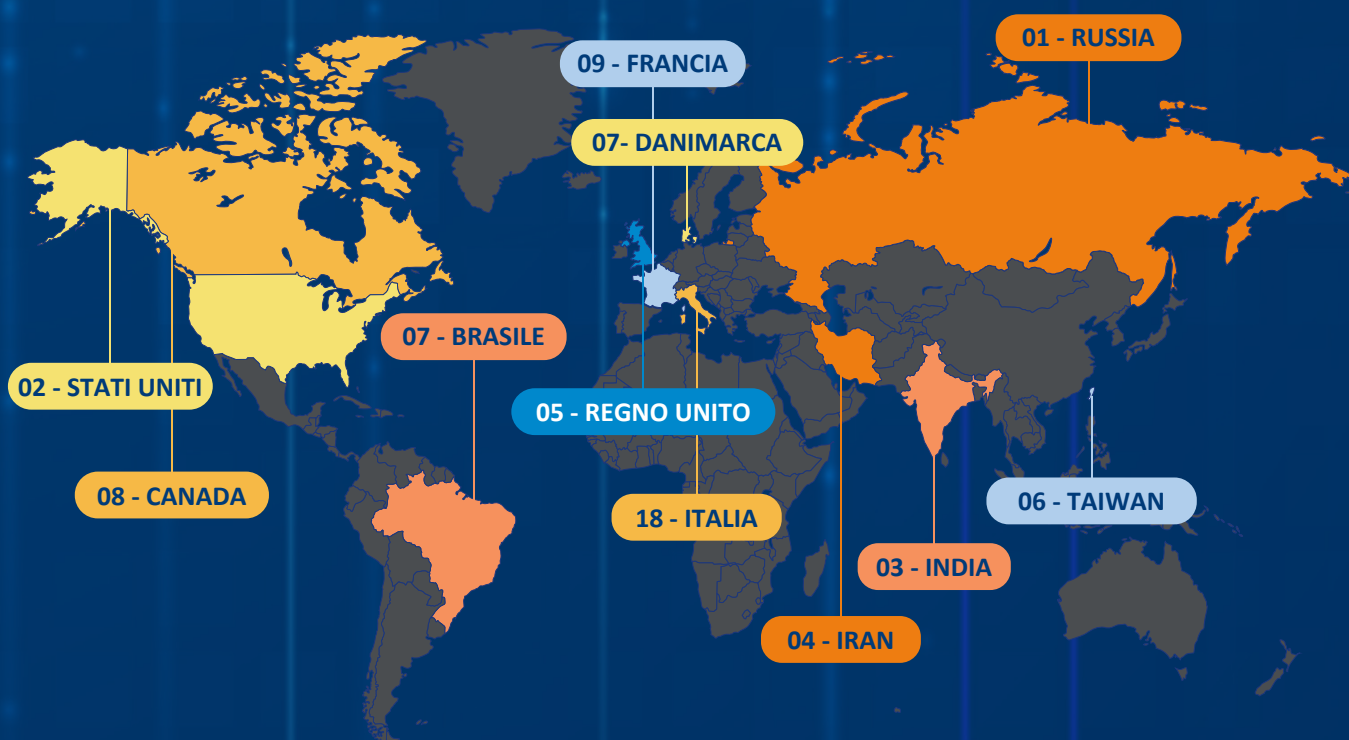 01 - RUSSIA
09 - FRANCIA
07- DANIMARCA
07 - BRASILE
02 - STATI UNITI
05 - REGNO UNITO
08 - CANADA
06 - TAIWAN
18 - ITALIA
03 - INDIA
04 - IRAN